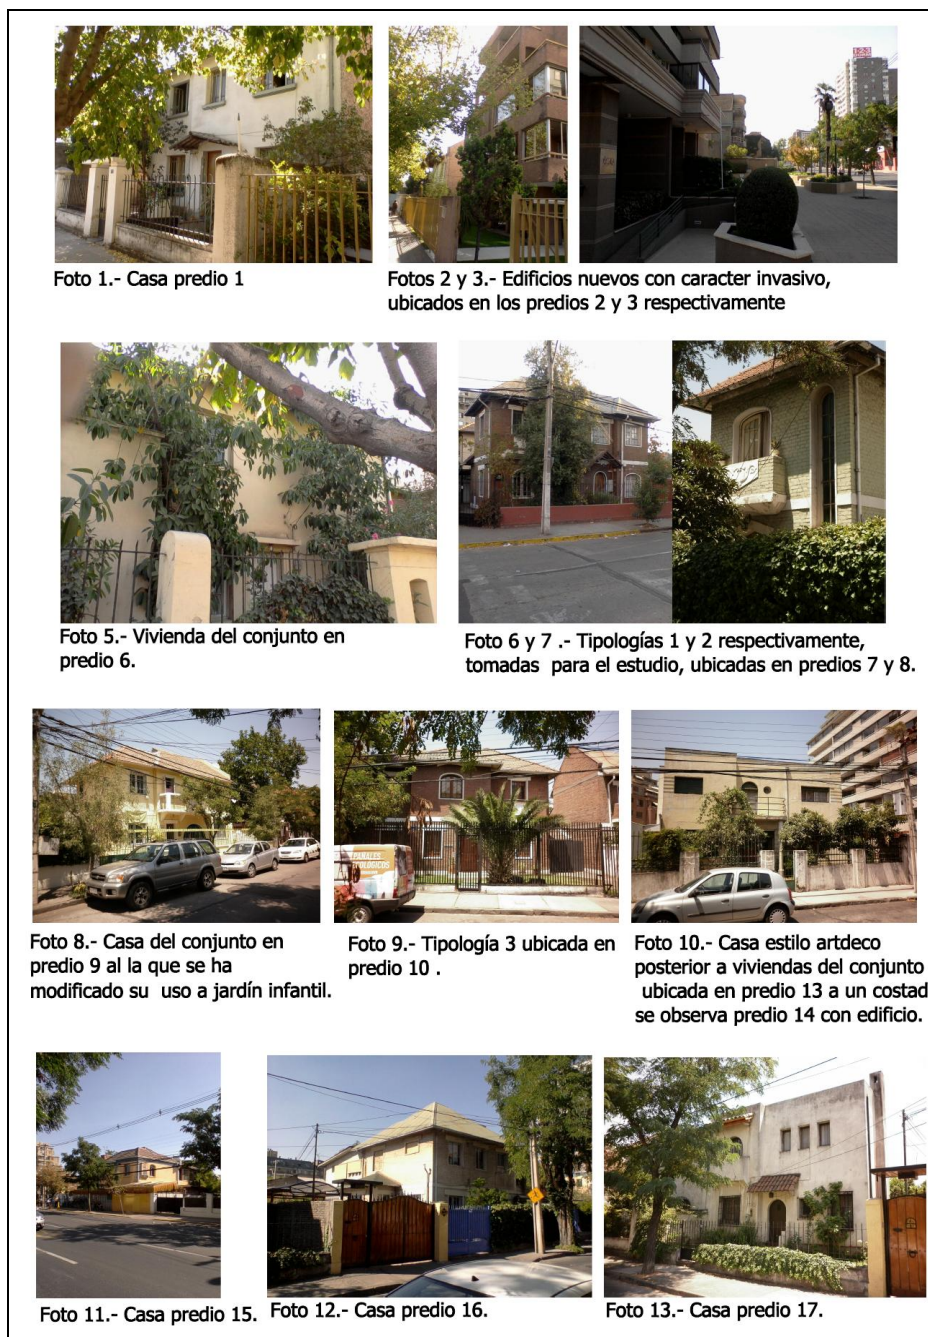 Foto 1.- Casa predio 1
Fotos 2 y 3.- Edificios nuevos con caracter invasivo,
ubicados en los predios 2 y 3 respectivamente
Foto 5.- Vivienda del conjunto en
predio 6.
Foto 6 y 7 .- Tipologías 1 y 2 respectivamente,
tomadas para el estudio, ubicadas en predios 7 y 8.
PAÑALES
ECOLOGICOS
Foto 8.- Casa del conjunto en
predio 9 al la que se ha
modificado su uso a jardín infantil.
Foto 9.- Tipología 3 ubicada en
predio 10 .
Foto 10.- Casa estilo artdeco
posterior a viviendas del conjunto
ubicada en predio 13 a un costad
se observa predio 14 con edificio.
Foto 11.- Casa predio 15.
Foto 12.- Casa predio 16.
Foto 13.- Casa predio 17.